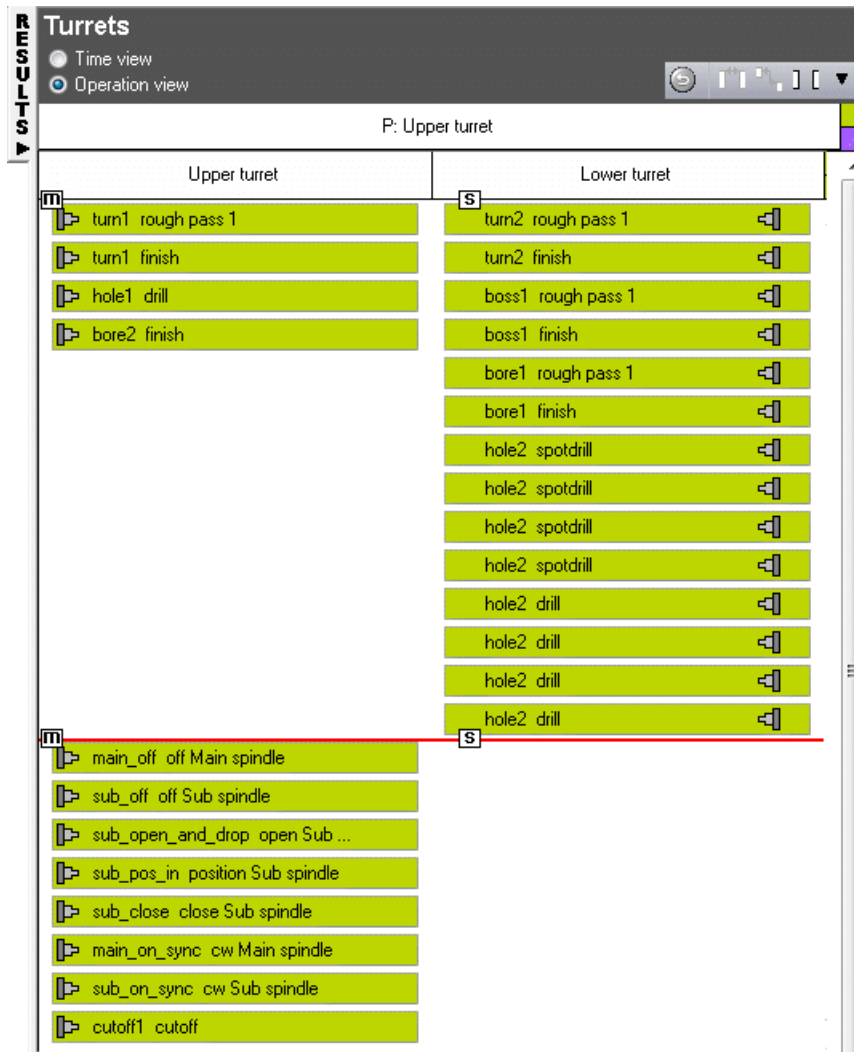 RESULTS
Turrets
Time view
Operation view
P: Upper turret
Upper turret
Lower turret
m
s
turn1 rough pass 1
turn2 rough pass 1
turn1 finish
turn2 finish
hole1 drill
boss1 rough pass 1
bore2 finish
boss1 finish
bore1 rough pass 1
bore1 finish
hole2 spotdrill
hole2 spotdrill
hole2 spotdrill
hole2 spotdrill
hole2 drill
hole2 drill
hole2 drill
hole2 drill
m
s
main_off off Main spindle
sub_off off Sub spindle
sub_open_and_drop open Sub ...
sub_pos_in position Sub spindle
sub_close close Sub spindle
main_on_sync cw Main spindle
sub_on_sync cw Sub spindle
cutoff1 cutoff